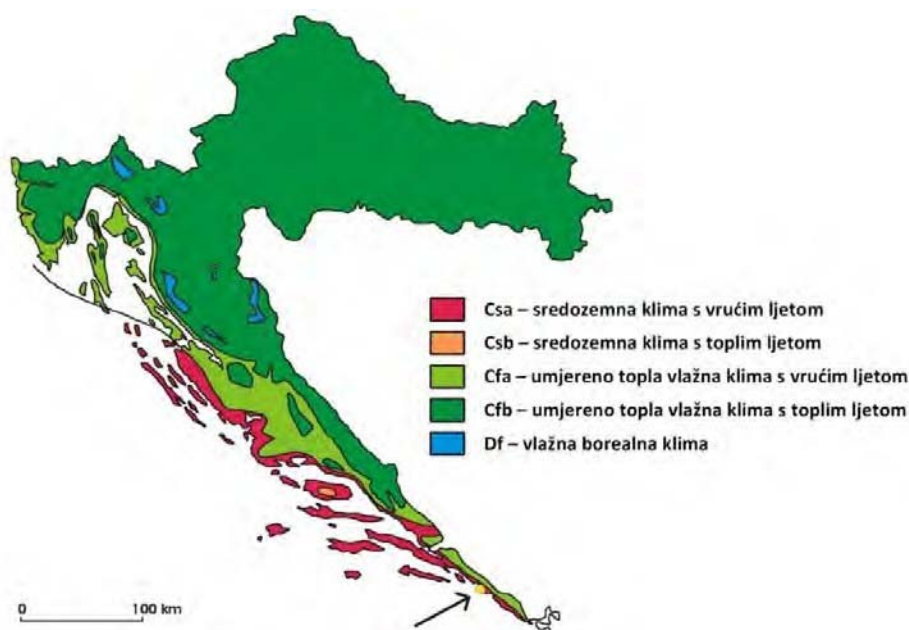 Csa – sredozemna klima s vrućim ljetom
Csb – sredozemna klima s toplim ljetom
Cfa – umjereno topla vlažna klima s vrućim ljetom
Cfb – umjereno topla vlažna klima s toplim ljetom
Df – vlažna borealna klima
0 100 km